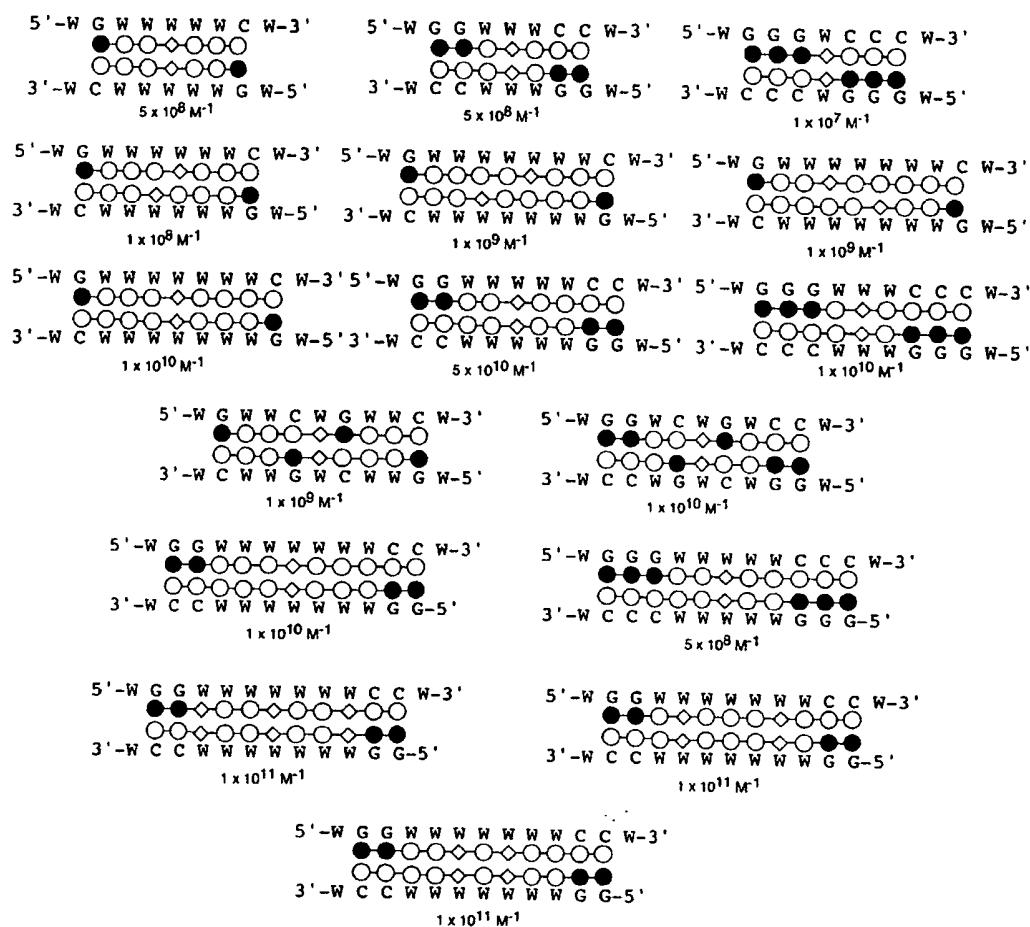 5'-W G W W W W W C W-3'
3'-W C W W W W W G W-5'
5 x 10⁸ M⁻¹
5'-W G G W W W C C W-3'
3'-W C C W W W G G W-5'
5 x 10⁸ M⁻¹
5'-W G G G W C C C W-3'
3'-W C C C W G G G W-5'
1 x 10⁷ M⁻¹
5'-W G W W W W W W C W-3'
3'-W C W W W W W W G W-5'
1 x 10⁸ M⁻¹
5'-W G W W W W W W W C W-3'
3'-W C W W W W W W W G W-5'
1 x 10⁹ M⁻¹
5'-W G W W W W W W W C W-3'
3'-W C W W W W W W W G W-5'
1 x 10⁹ M⁻¹
5'-W G W W W W W W W C W-3'
3'-W C W W W W W W W G W-5'
1 x 10¹⁰ M⁻¹
5'-W G G W W W W W C C W-3'
3'-W C C W W W W W G G W-5'
5 x 10¹⁰ M⁻¹
5'-W G G G W W W C C C W-3'
3'-W C C C W W W G G G W-5'
1 x 10¹⁰ M⁻¹
5'-W G W W C W G W W C W-3'
3'-W C W W G W C W W G W-5'
1 x 10⁹ M⁻¹
5'-W G G W C W G W C C W-3'
3'-W C C W G W C W G G W-5'
1 x 10¹⁰ M⁻¹
5'-W G G W W W W W W W C C W-3'
3'-W C C W W W W W W W G G-5'
1 x 10¹⁰ M⁻¹
5'-W G G G W W W W W C C C W-3'
3'-W C C C W W W W W G G G-5'
5 x 10⁸ M⁻¹
5'-W G G W W W W W W W C C W-3'
3'-W C C W W W W W W W G G-5'
1 x 10¹¹ M⁻¹
5'-W G G W W W W W W W C C W-3'
3'-W C C W W W W W W W G G-5'
1 x 10¹¹ M⁻¹
5'-W G G W W W W W W W C C W-3'
3'-W C C W W W W W W W G G W-5'
1 x 10¹¹ M⁻¹